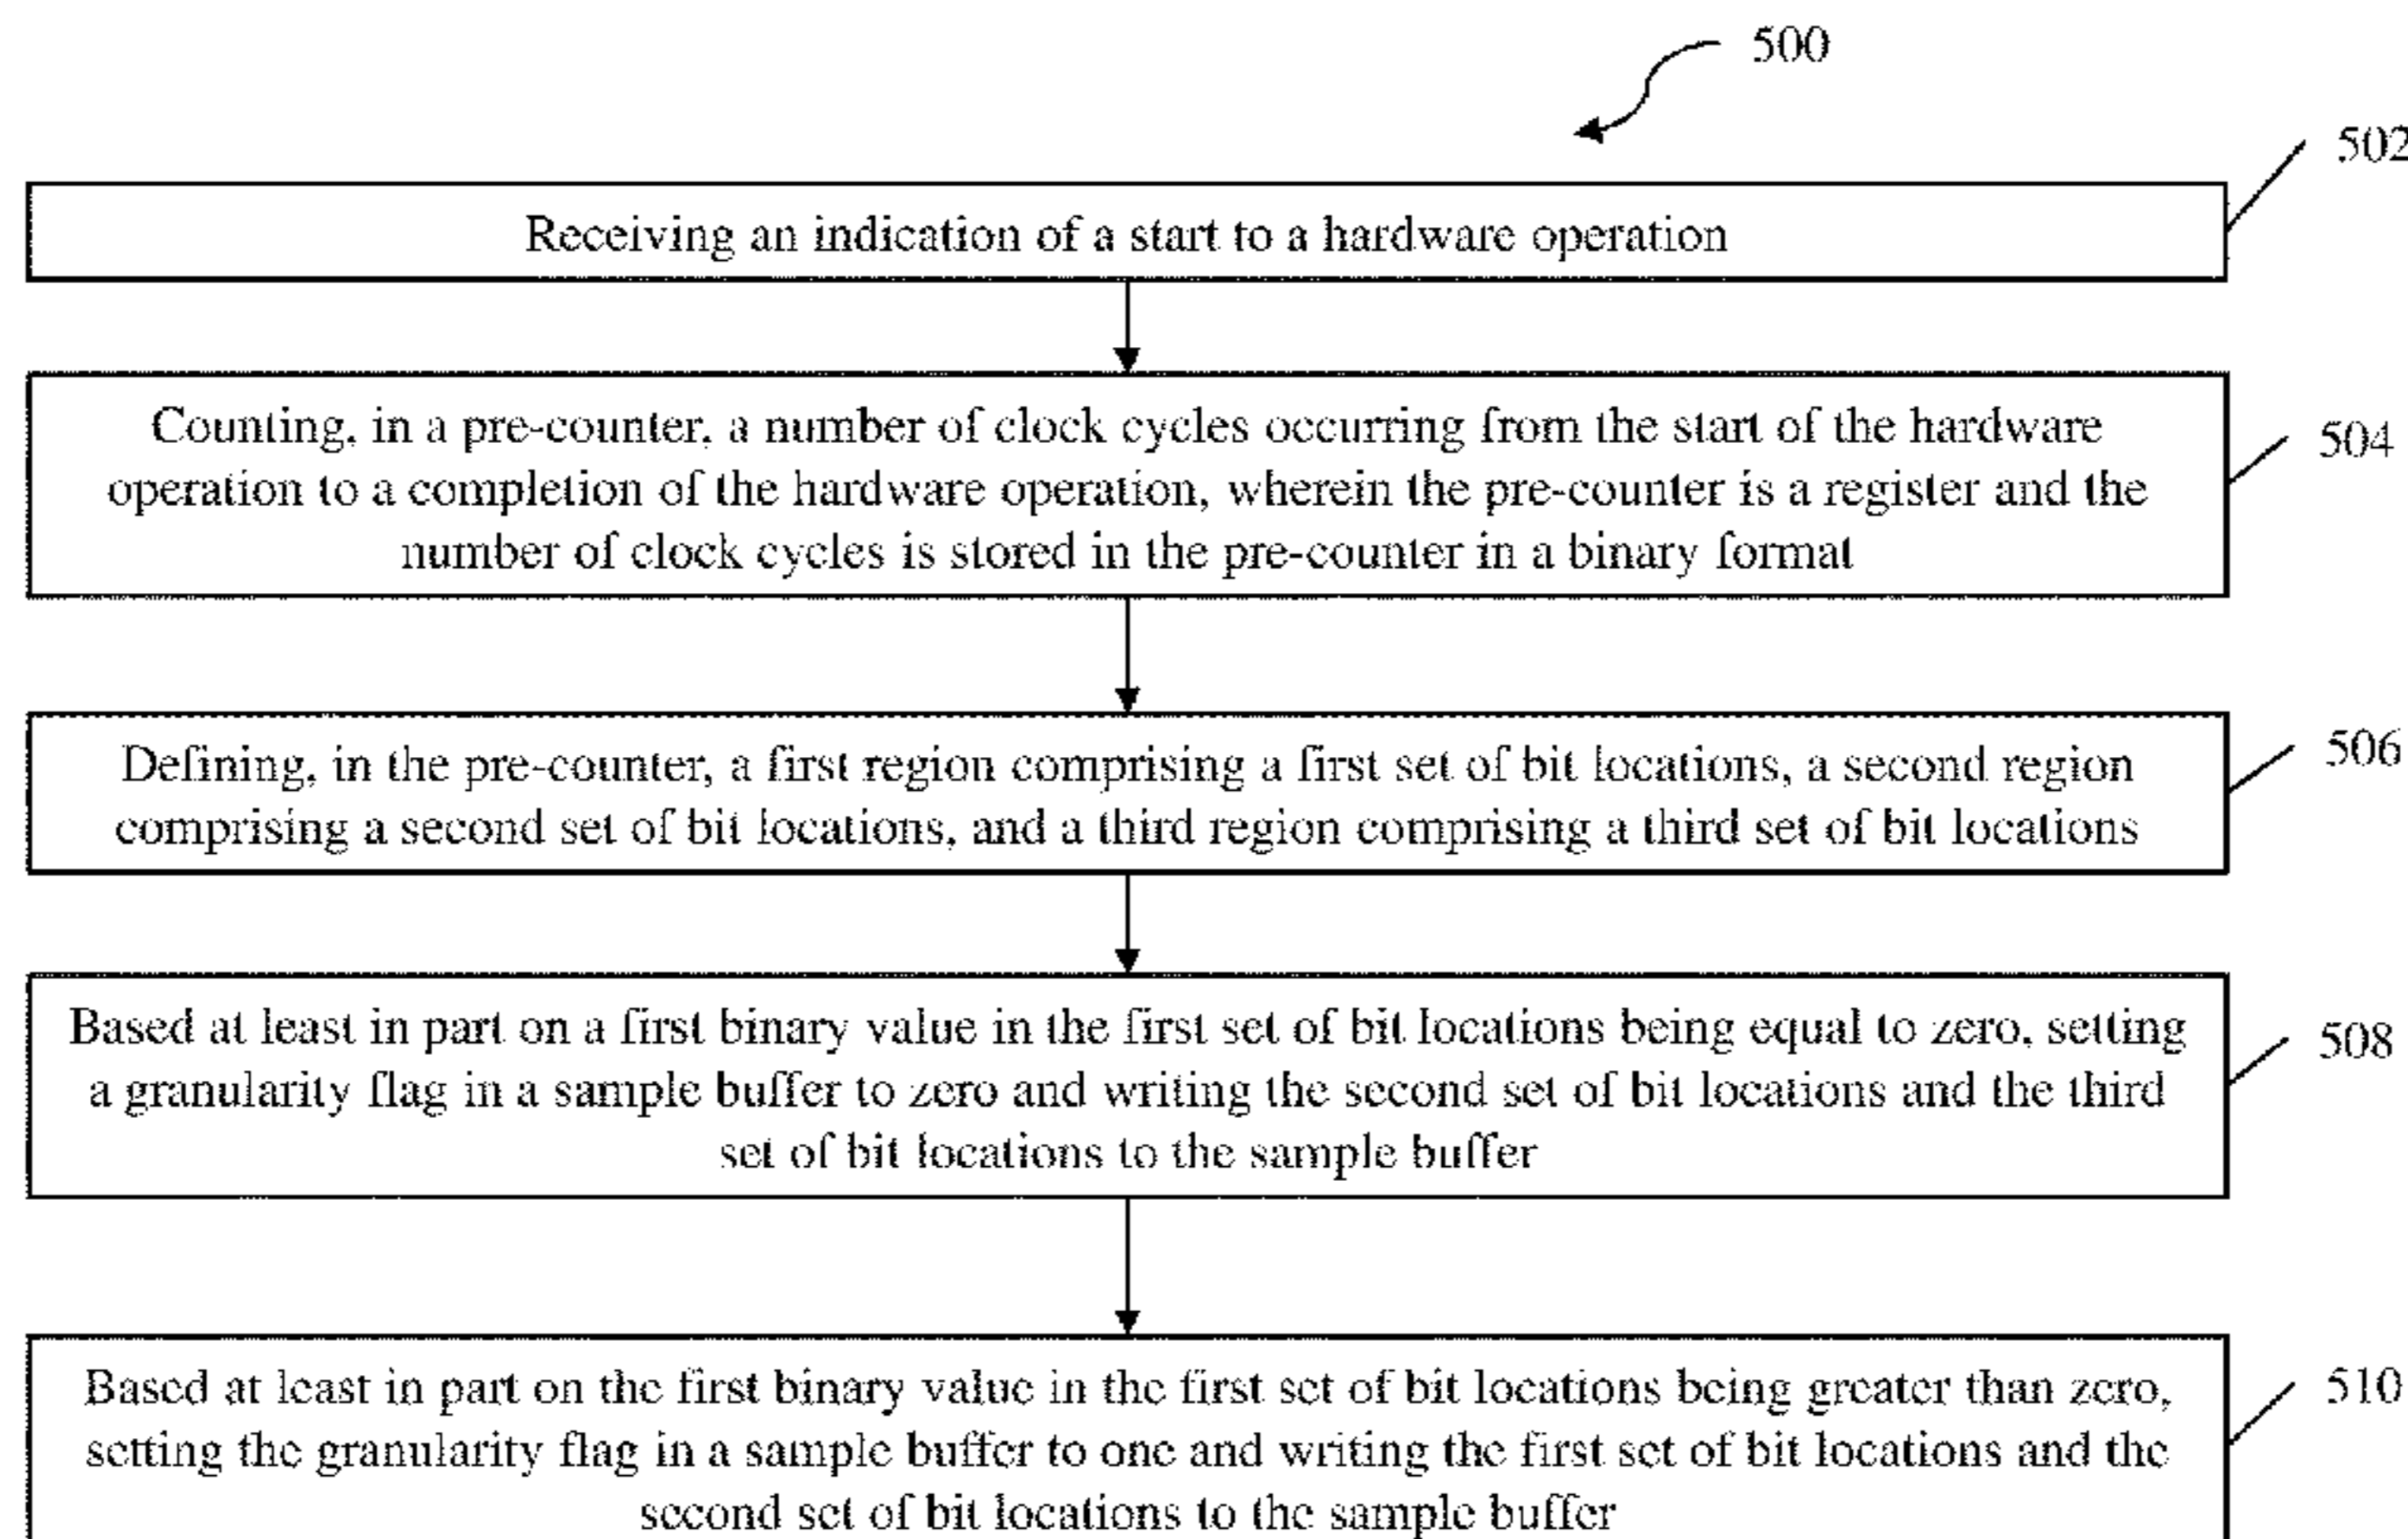 500
502
Receiving an indication of a start to a hardware operation
Counting, in a pre-counter, a number of clock cycles occurring from the start of the hardware
operation to a completion of the hardware operation, wherein the pre-counter is a register and the
number of clock cycles is stored in the pre-counter in a binary format
504
Defining, in the pre-counter, a first region comprising a first set of bit locations, a second region
comprising a second set of bit locations, and a third region comprising a third set of bit locations
506
Based at least in part on a first binary value in the first set of bit locations being equal to zero, setting
a granularity flag in a sample buffer to zero and writing the second set of bit locations and the third
set of bit locations to the sample buffer
508
Based at least in part on the first binary value in the first set of bit locations being greater than zero,
setting the granularity flag in a sample buffer to one and writing the first set of bit locations and the
second set of bit locations to the sample buffer
510